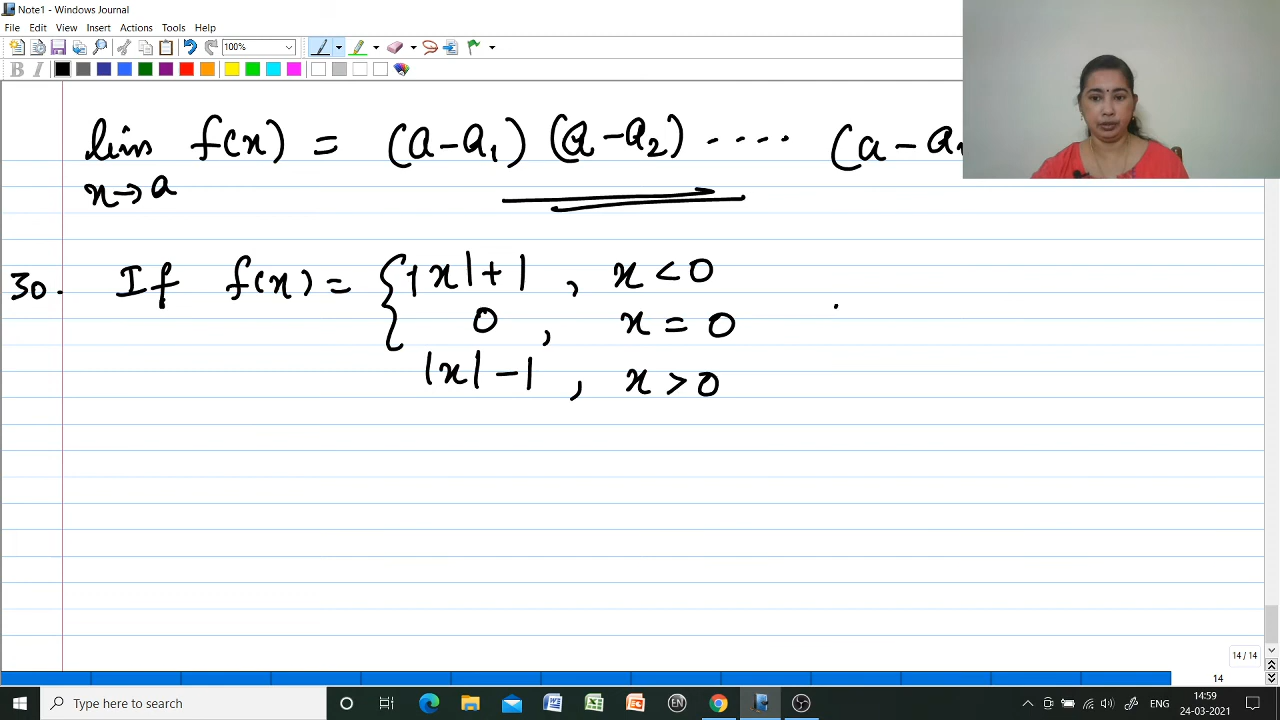 Note1 - Windows Journal
File Edit View Insert Actions Tools Help
100%
B I
lim f(x) = (a-a₁) (a-a₂) .... (a-a
x→a
30. If f(x) = { |x|+1 , x < 0
0 , x = 0
|x|-1 , x > 0
14 / 14
14
Type here to search
EN
ENG
14:59
24-03-2021